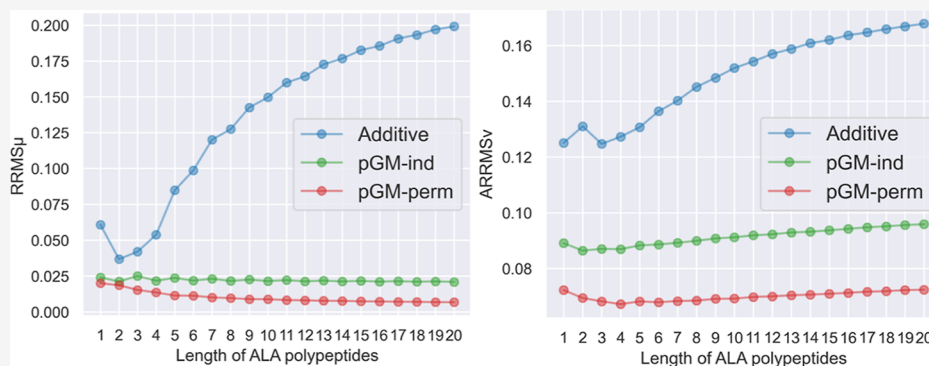 RRMSμ
0.200
0.175
0.150
0.125
0.100
0.075
0.050
0.025
0.000
Additive
pGM-ind
pGM-perm
1 2 3 4 5 6 7 8 9 10 11 12 13 14 15 16 17 18 19 20
Length of ALA polypeptides
ARRMSv
0.16
0.14
0.12
0.10
0.08
Additive
pGM-ind
pGM-perm
1 2 3 4 5 6 7 8 9 10 11 12 13 14 15 16 17 18 19 20
Length of ALA polypeptides